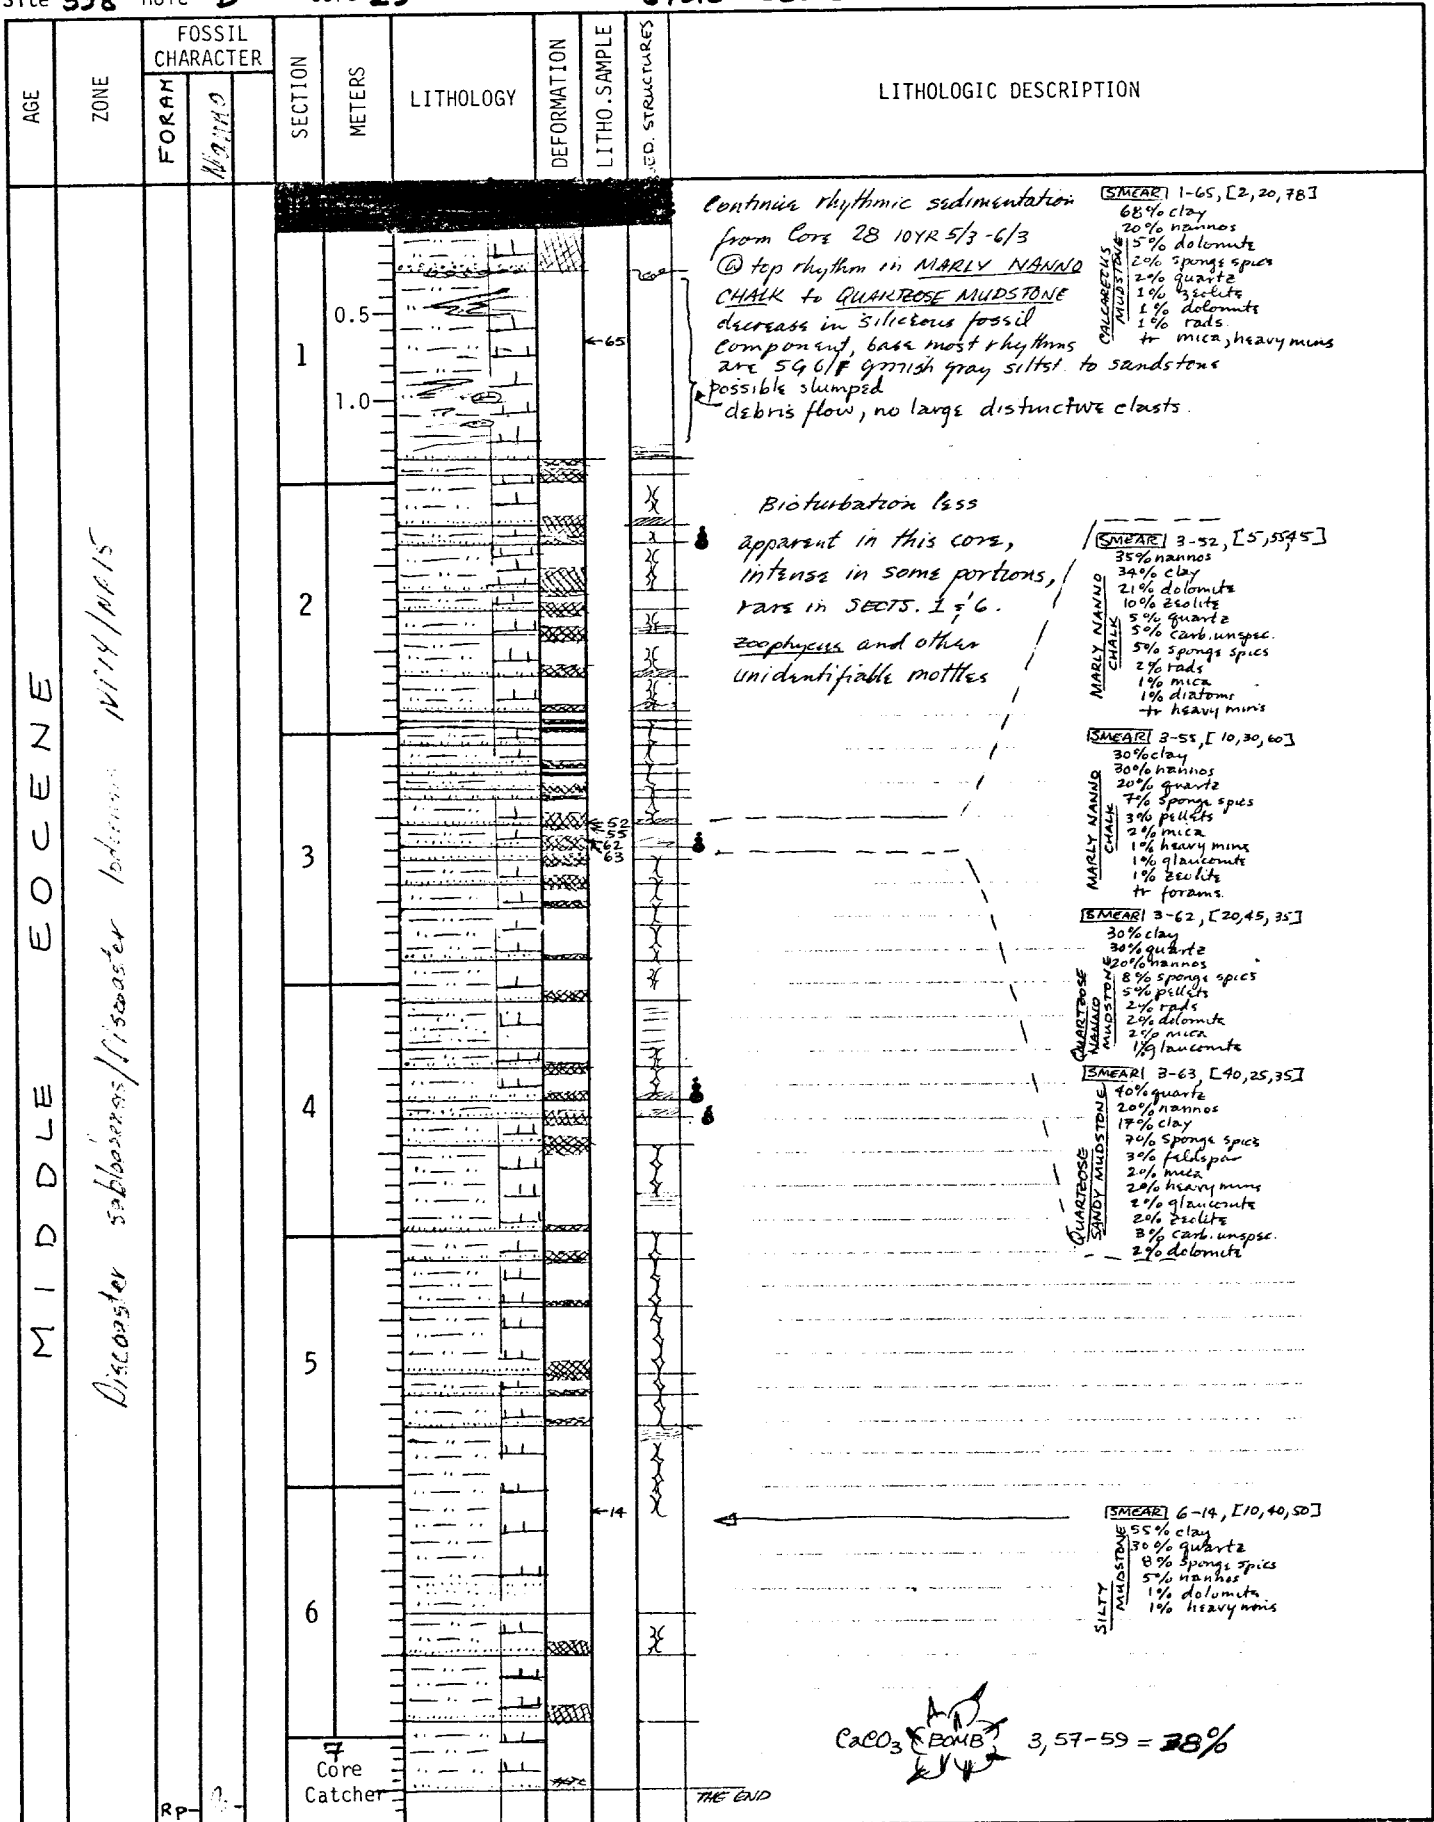 Site 398 Hole D Core 29
AGE
ZONE
FOSSIL
CHARACTER
FORAM
Nanno
SECTION
METERS
LITHOLOGY
DEFORMATION
LITHO.SAMPLE
SED. STRUCTURES
LITHOLOGIC DESCRIPTION
MIDDLE EOCENE
Discoaster
NP14/NP15
0.5
1.0
1
2
3
4
5
6
7
Core
Catcher
RP
65
52
55
62
63
14
Continue rhythmic sedimentation
from Core 28 10YR 5/3-6/3
@ top rhythm in MARLY NANNO
CHALK to QUARTZOSE MUDSTONE
decrease in siliceous fossil
component, base most rhythms
are 5G 6/1 grnish gray siltst. to sandstone
possible slumped
debris flow, no large distinctive clasts.
Bioturbation less
apparent in this core,
intense in some portions,
rare in SECTS. 1 & 6.
zoophycus and other
unidentifiable mottles
SMEAR 1-65, [2,20,78]
CALCAREOUS
MUDSTONE
68% clay
20% nannos
5% dolomite
2% sponge spics
2% quartz
1% zeolite
1% dolomite
1% rads.
tr mica, heavy mins
SMEAR 3-52, [5,55,45]
MARLY NANNO
CHALK
35% nannos
34% clay
21% dolomite
10% zeolite
5% quartz
5% carb. unspec.
5% sponge spics
2% rads
1% mica
1% diatoms
tr heavy mins
SMEAR 3-55, [10,30,60]
MARLY NANNO
CHALK
30% clay
30% nannos
20% quartz
7% sponge spics
3% pellets
2% mica
1% heavy mins
1% glauconite
1% zeolite
tr forams.
SMEAR 3-62, [20,45,35]
QUARTZOSE
NANNO
MUDSTONE
30% clay
30% quartz
20% nannos
8% sponge spics
5% pellets
2% rads
2% dolomite
2% mica
1% glauconite
SMEAR 3-63, [40,25,35]
QUARTZOSE
SANDY MUDSTONE
40% quartz
20% nannos
17% clay
7% sponge spics
3% feldspar
2% mica
2% heavy mins
2% glauconite
2% zeolite
3% carb. unspec.
2% dolomite
SMEAR 6-14, [10,40,50]
SILTY
MUDSTONE
55% clay
30% quartz
8% sponge spics
5% nannos
1% dolomite
1% heavy mins
CaCO3 BOMB 3, 57-59 = 38%
THE END